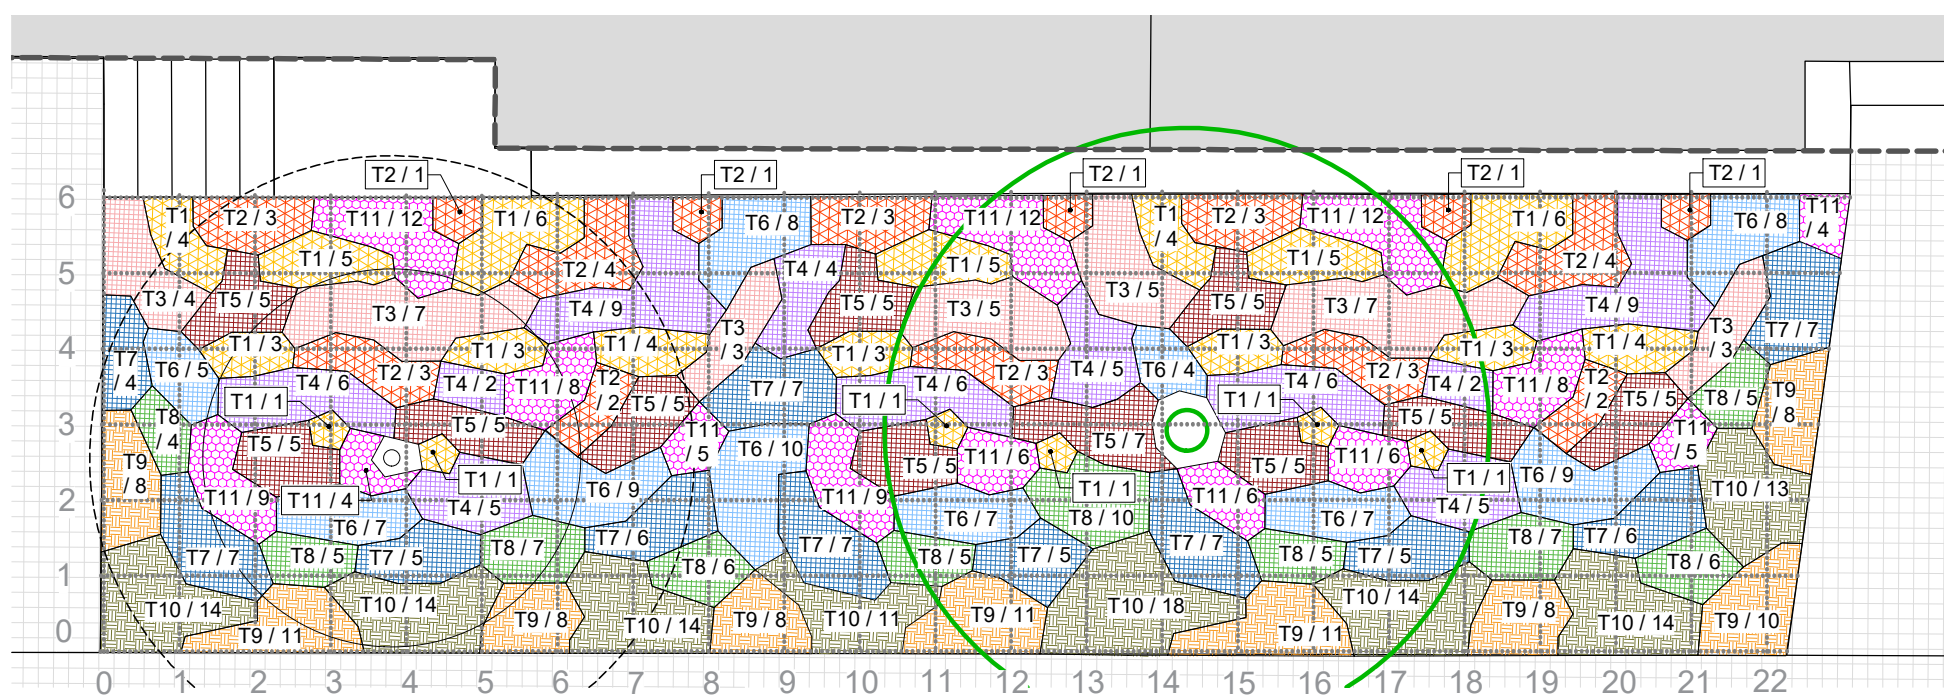 T2 / 1
T2 / 1
T2 / 1
T2 / 1
T2 / 1
6
T1
/ 4
T2 / 3
T11 / 12
T1 / 6
T6 / 8
T2 / 3
T11 / 12
T1
/ 4
T2 / 3
T11 / 12
T1 / 6
T6 / 8
T11
/ 4
5
T1 / 5
T2 / 4
T4 / 4
T1 / 5
T1 / 5
T2 / 4
T3 / 4
T5 / 5
T3 / 7
T4 / 9
T5 / 5
T3 / 5
T3 / 5
T5 / 5
T3 / 7
T4 / 9
T3
/ 3
T3
/ 3
T7 / 7
4
T1 / 3
T1 / 3
T1 / 4
T1 / 3
T1 / 3
T1 / 3
T1 / 4
T7
/ 4
T6 / 5
T4 / 6
T2 / 3
T4 / 2
T11 / 8
T2
/ 2
T7 / 7
T4 / 6
T2 / 3
T4 / 5
T6 / 4
T4 / 6
T2 / 3
T4 / 2
T11 / 8
T2
/ 2
T5 / 5
T8 / 5
T9
/ 8
T1 / 1
T5 / 5
T1 / 1
T1 / 1
3
T8
/ 4
T5 / 5
T5 / 5
T11
/ 5
T6 / 10
T5 / 5
T11 / 6
T5 / 7
T5 / 5
T11 / 6
T5 / 5
T11
/ 5
T9
/ 8
T11 / 9
T11 / 4
T1 / 1
T6 / 9
T11 / 9
T1 / 1
T11 / 6
T1 / 1
T6 / 9
T10 / 13
2
T6 / 7
T4 / 5
T7 / 6
T6 / 7
T8 / 10
T6 / 7
T4 / 5
T7 / 7
T8 / 5
T7 / 5
T8 / 7
T8 / 6
T7 / 7
T8 / 5
T7 / 5
T7 / 7
T8 / 5
T7 / 5
T8 / 7
T7 / 6
T8 / 6
1
T10 / 14
T9 / 11
T10 / 14
T9 / 8
T10 / 14
T9 / 8
T10 / 11
T9 / 11
T10 / 18
T9 / 11
T10 / 14
T9 / 8
T10 / 14
T9 / 10
0
0 1 2 3 4 5 6 7 8 9 10 11 12 13 14 15 16 17 18 19 20 21 22